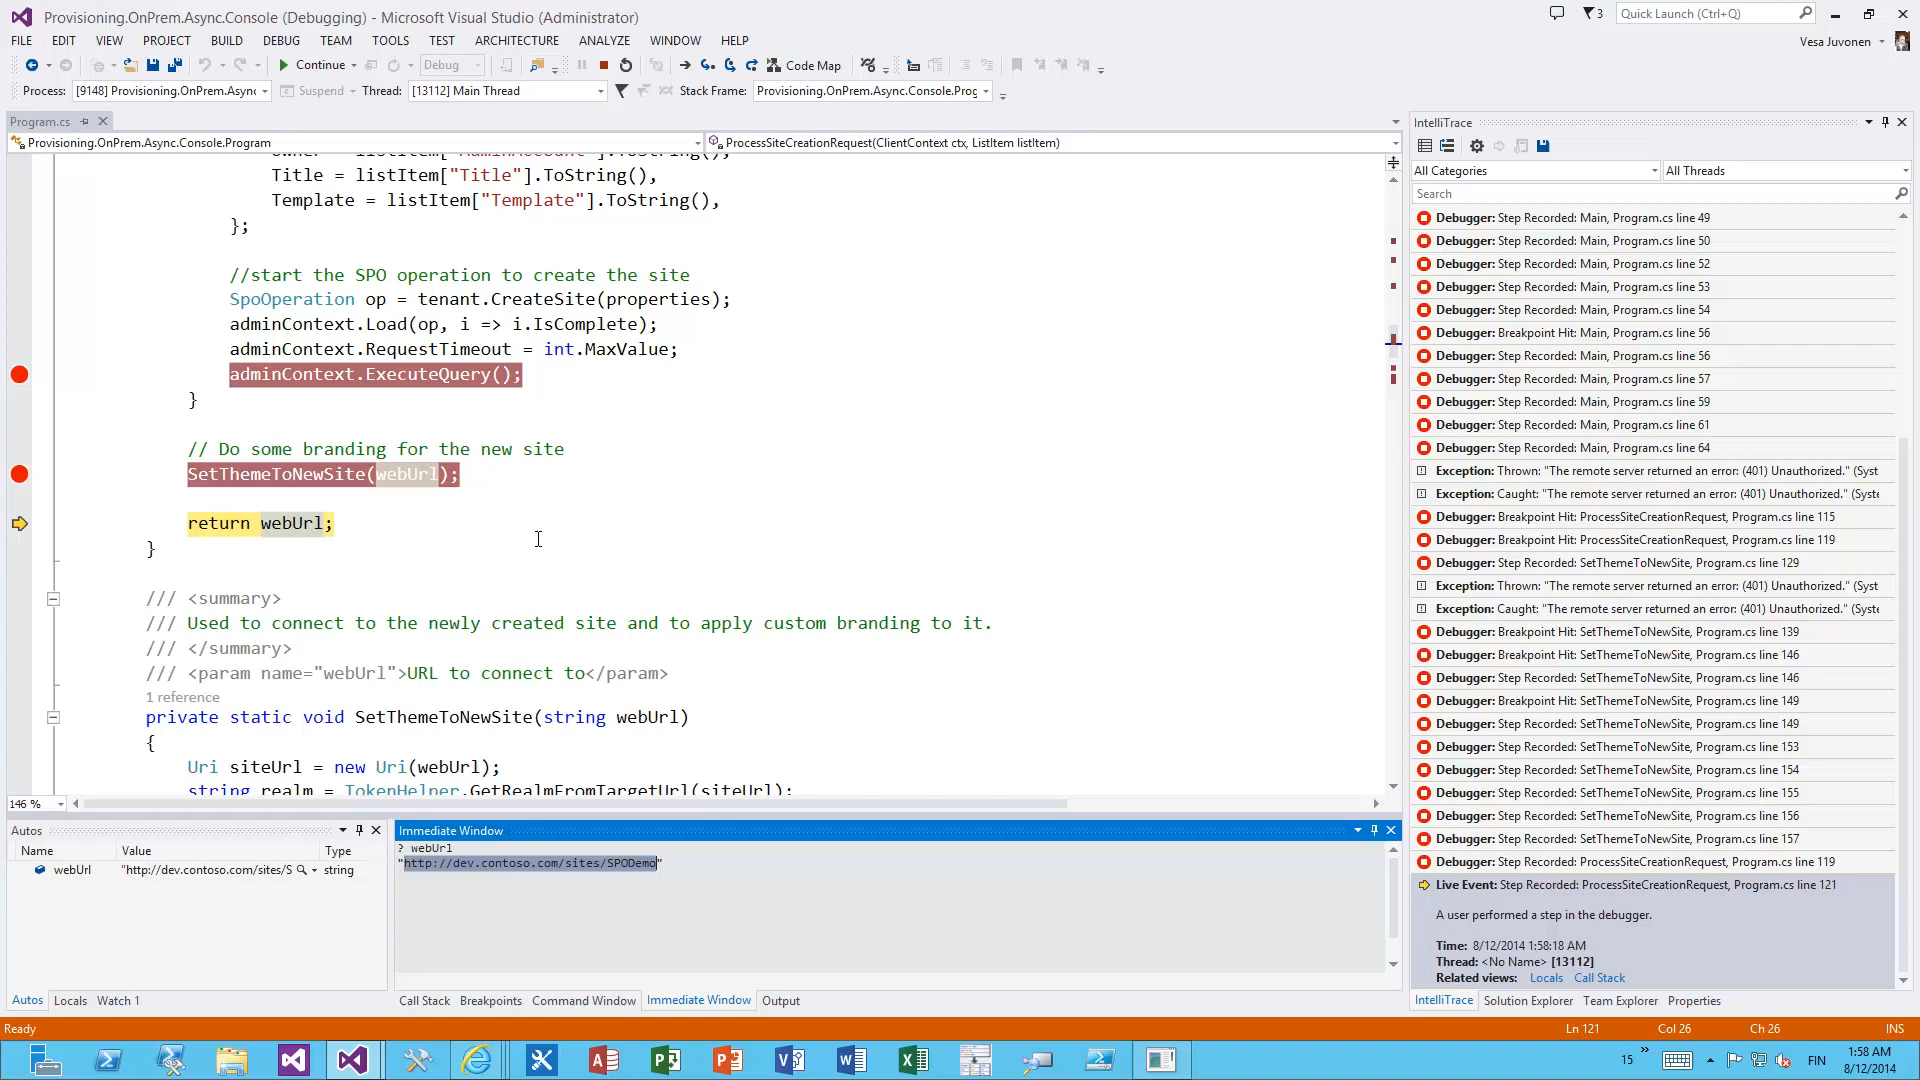 Provisioning.OnPrem.Async.Console (Debugging) - Microsoft Visual Studio (Administrator)
3
Quick Launch (Ctrl+Q)
FILE EDIT VIEW PROJECT BUILD DEBUG TEAM TOOLS TEST ARCHITECTURE ANALYZE WINDOW HELP
Vesa Juvonen
Continue Debug Code Map
Process: [9148] Provisioning.OnPrem.Async Suspend Thread: [13112] Main Thread Stack Frame: Provisioning.OnPrem.Async.Console.Prog
Program.cs
Provisioning.OnPrem.Async.Console.Program
ProcessSiteCreationRequest(ClientContext ctx, ListItem listItem)
Owner = listItem["AdminAccount"].ToString(),
Title = listItem["Title"].ToString(),
Template = listItem["Template"].ToString(),
};
//start the SPO operation to create the site
SpoOperation op = tenant.CreateSite(properties);
adminContext.Load(op, i => i.IsComplete);
adminContext.RequestTimeout = int.MaxValue;
adminContext.ExecuteQuery();
}
// Do some branding for the new site
SetThemeToNewSite(webUrl);
return webUrl;
}
/// <summary>
/// Used to connect to the newly created site and to apply custom branding to it.
/// </summary>
/// <param name="webUrl">URL to connect to</param>
1 reference
private static void SetThemeToNewSite(string webUrl)
{
Uri siteUrl = new Uri(webUrl);
string realm = TokenHelper.GetRealmFromTargetUrl(siteUrl);
146 %
Autos
Name Value Type
webUrl "http://dev.contoso.com/sites/S string
Autos Locals Watch 1
Immediate Window
? webUrl
"http://dev.contoso.com/sites/SPODemo"
Call Stack Breakpoints Command Window Immediate Window Output
IntelliTrace
All Categories All Threads
Search
Debugger: Step Recorded: Main, Program.cs line 49
Debugger: Step Recorded: Main, Program.cs line 50
Debugger: Step Recorded: Main, Program.cs line 52
Debugger: Step Recorded: Main, Program.cs line 53
Debugger: Step Recorded: Main, Program.cs line 54
Debugger: Breakpoint Hit: Main, Program.cs line 56
Debugger: Step Recorded: Main, Program.cs line 56
Debugger: Step Recorded: Main, Program.cs line 57
Debugger: Step Recorded: Main, Program.cs line 59
Debugger: Step Recorded: Main, Program.cs line 61
Debugger: Step Recorded: Main, Program.cs line 64
Exception: Thrown: "The remote server returned an error: (401) Unauthorized." (Syst
Exception: Caught: "The remote server returned an error: (401) Unauthorized." (Syste
Debugger: Breakpoint Hit: ProcessSiteCreationRequest, Program.cs line 115
Debugger: Breakpoint Hit: ProcessSiteCreationRequest, Program.cs line 119
Debugger: Step Recorded: SetThemeToNewSite, Program.cs line 129
Exception: Thrown: "The remote server returned an error: (401) Unauthorized." (Syst
Exception: Caught: "The remote server returned an error: (401) Unauthorized." (Syste
Debugger: Breakpoint Hit: SetThemeToNewSite, Program.cs line 139
Debugger: Breakpoint Hit: SetThemeToNewSite, Program.cs line 146
Debugger: Step Recorded: SetThemeToNewSite, Program.cs line 146
Debugger: Breakpoint Hit: SetThemeToNewSite, Program.cs line 149
Debugger: Step Recorded: SetThemeToNewSite, Program.cs line 149
Debugger: Step Recorded: SetThemeToNewSite, Program.cs line 153
Debugger: Step Recorded: SetThemeToNewSite, Program.cs line 154
Debugger: Step Recorded: SetThemeToNewSite, Program.cs line 155
Debugger: Step Recorded: SetThemeToNewSite, Program.cs line 156
Debugger: Step Recorded: SetThemeToNewSite, Program.cs line 157
Debugger: Step Recorded: ProcessSiteCreationRequest, Program.cs line 119
Live Event: Step Recorded: ProcessSiteCreationRequest, Program.cs line 121
A user performed a step in the debugger.
Time: 8/12/2014 1:58:18 AM
Thread: <No Name> [13112]
Related views: Locals Call Stack
IntelliTrace Solution Explorer Team Explorer Properties
Ready Ln 121 Col 26 Ch 26 INS
15 FIN 1:58 AM
8/12/2014